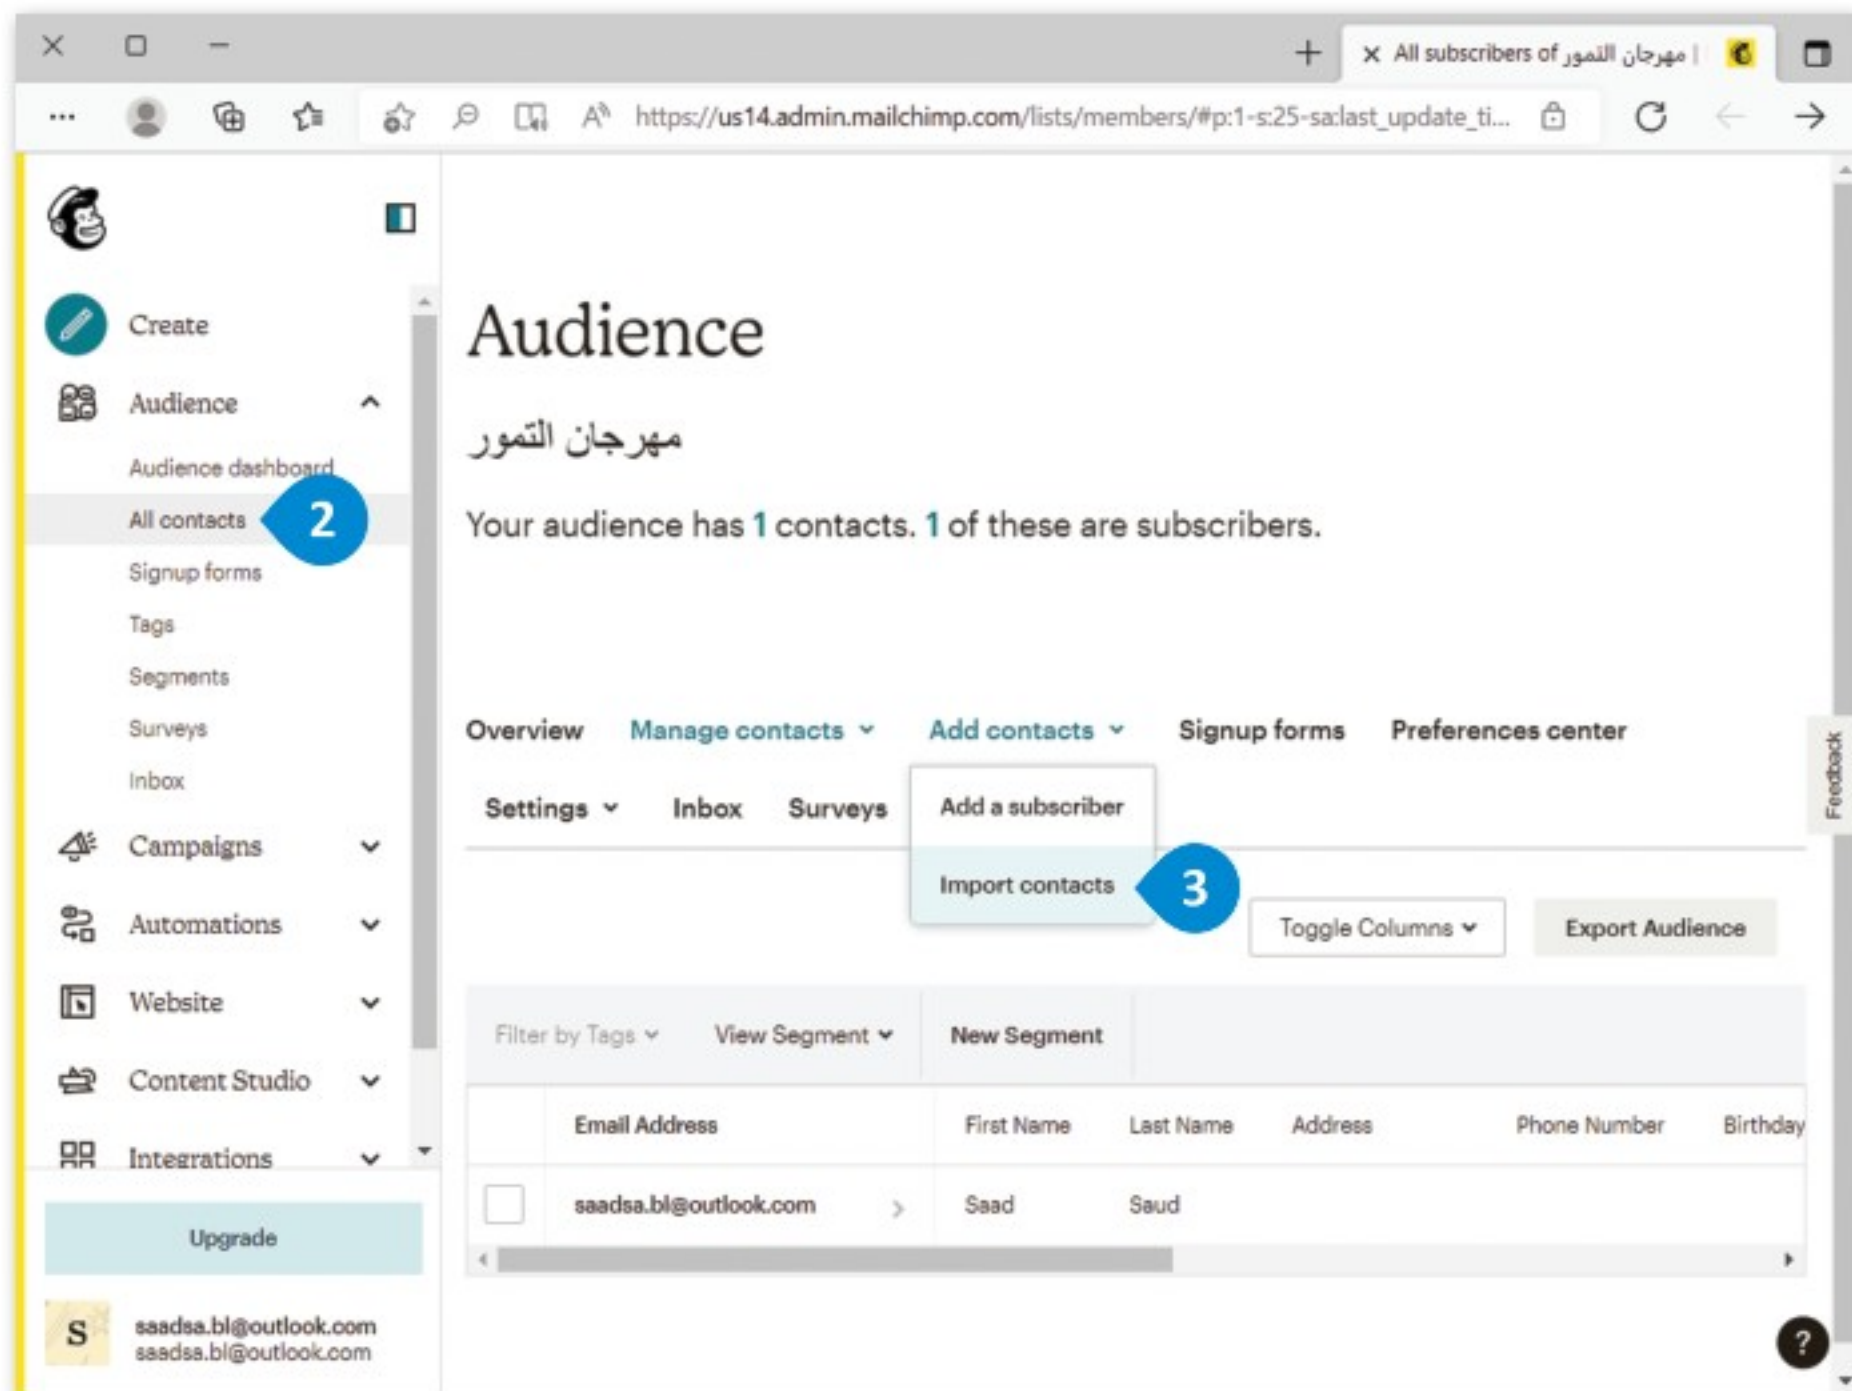 All subscribers of مهرجان التمور |
https://us14.admin.mailchimp.com/lists/members/#p:1-s:25-sa:last_update_ti...
Create
Audience
Audience dashboard
All contacts
2
Signup forms
Tags
Segments
Surveys
Inbox
Campaigns
Automations
Website
Content Studio
Integrations
Upgrade
S
saadsa.bl@outlook.com
saadsa.bl@outlook.com
Audience
مهرجان التمور
Your audience has 1 contacts. 1 of these are subscribers.
Overview Manage contacts Add contacts Signup forms Preferences center
Settings Inbox Surveys
Add a subscriber
Import contacts
3
Toggle Columns Export Audience
Filter by Tags View Segment New Segment
Email Address First Name Last Name Address Phone Number Birthday
saadsa.bl@outlook.com Saad Saud
Feedback
?